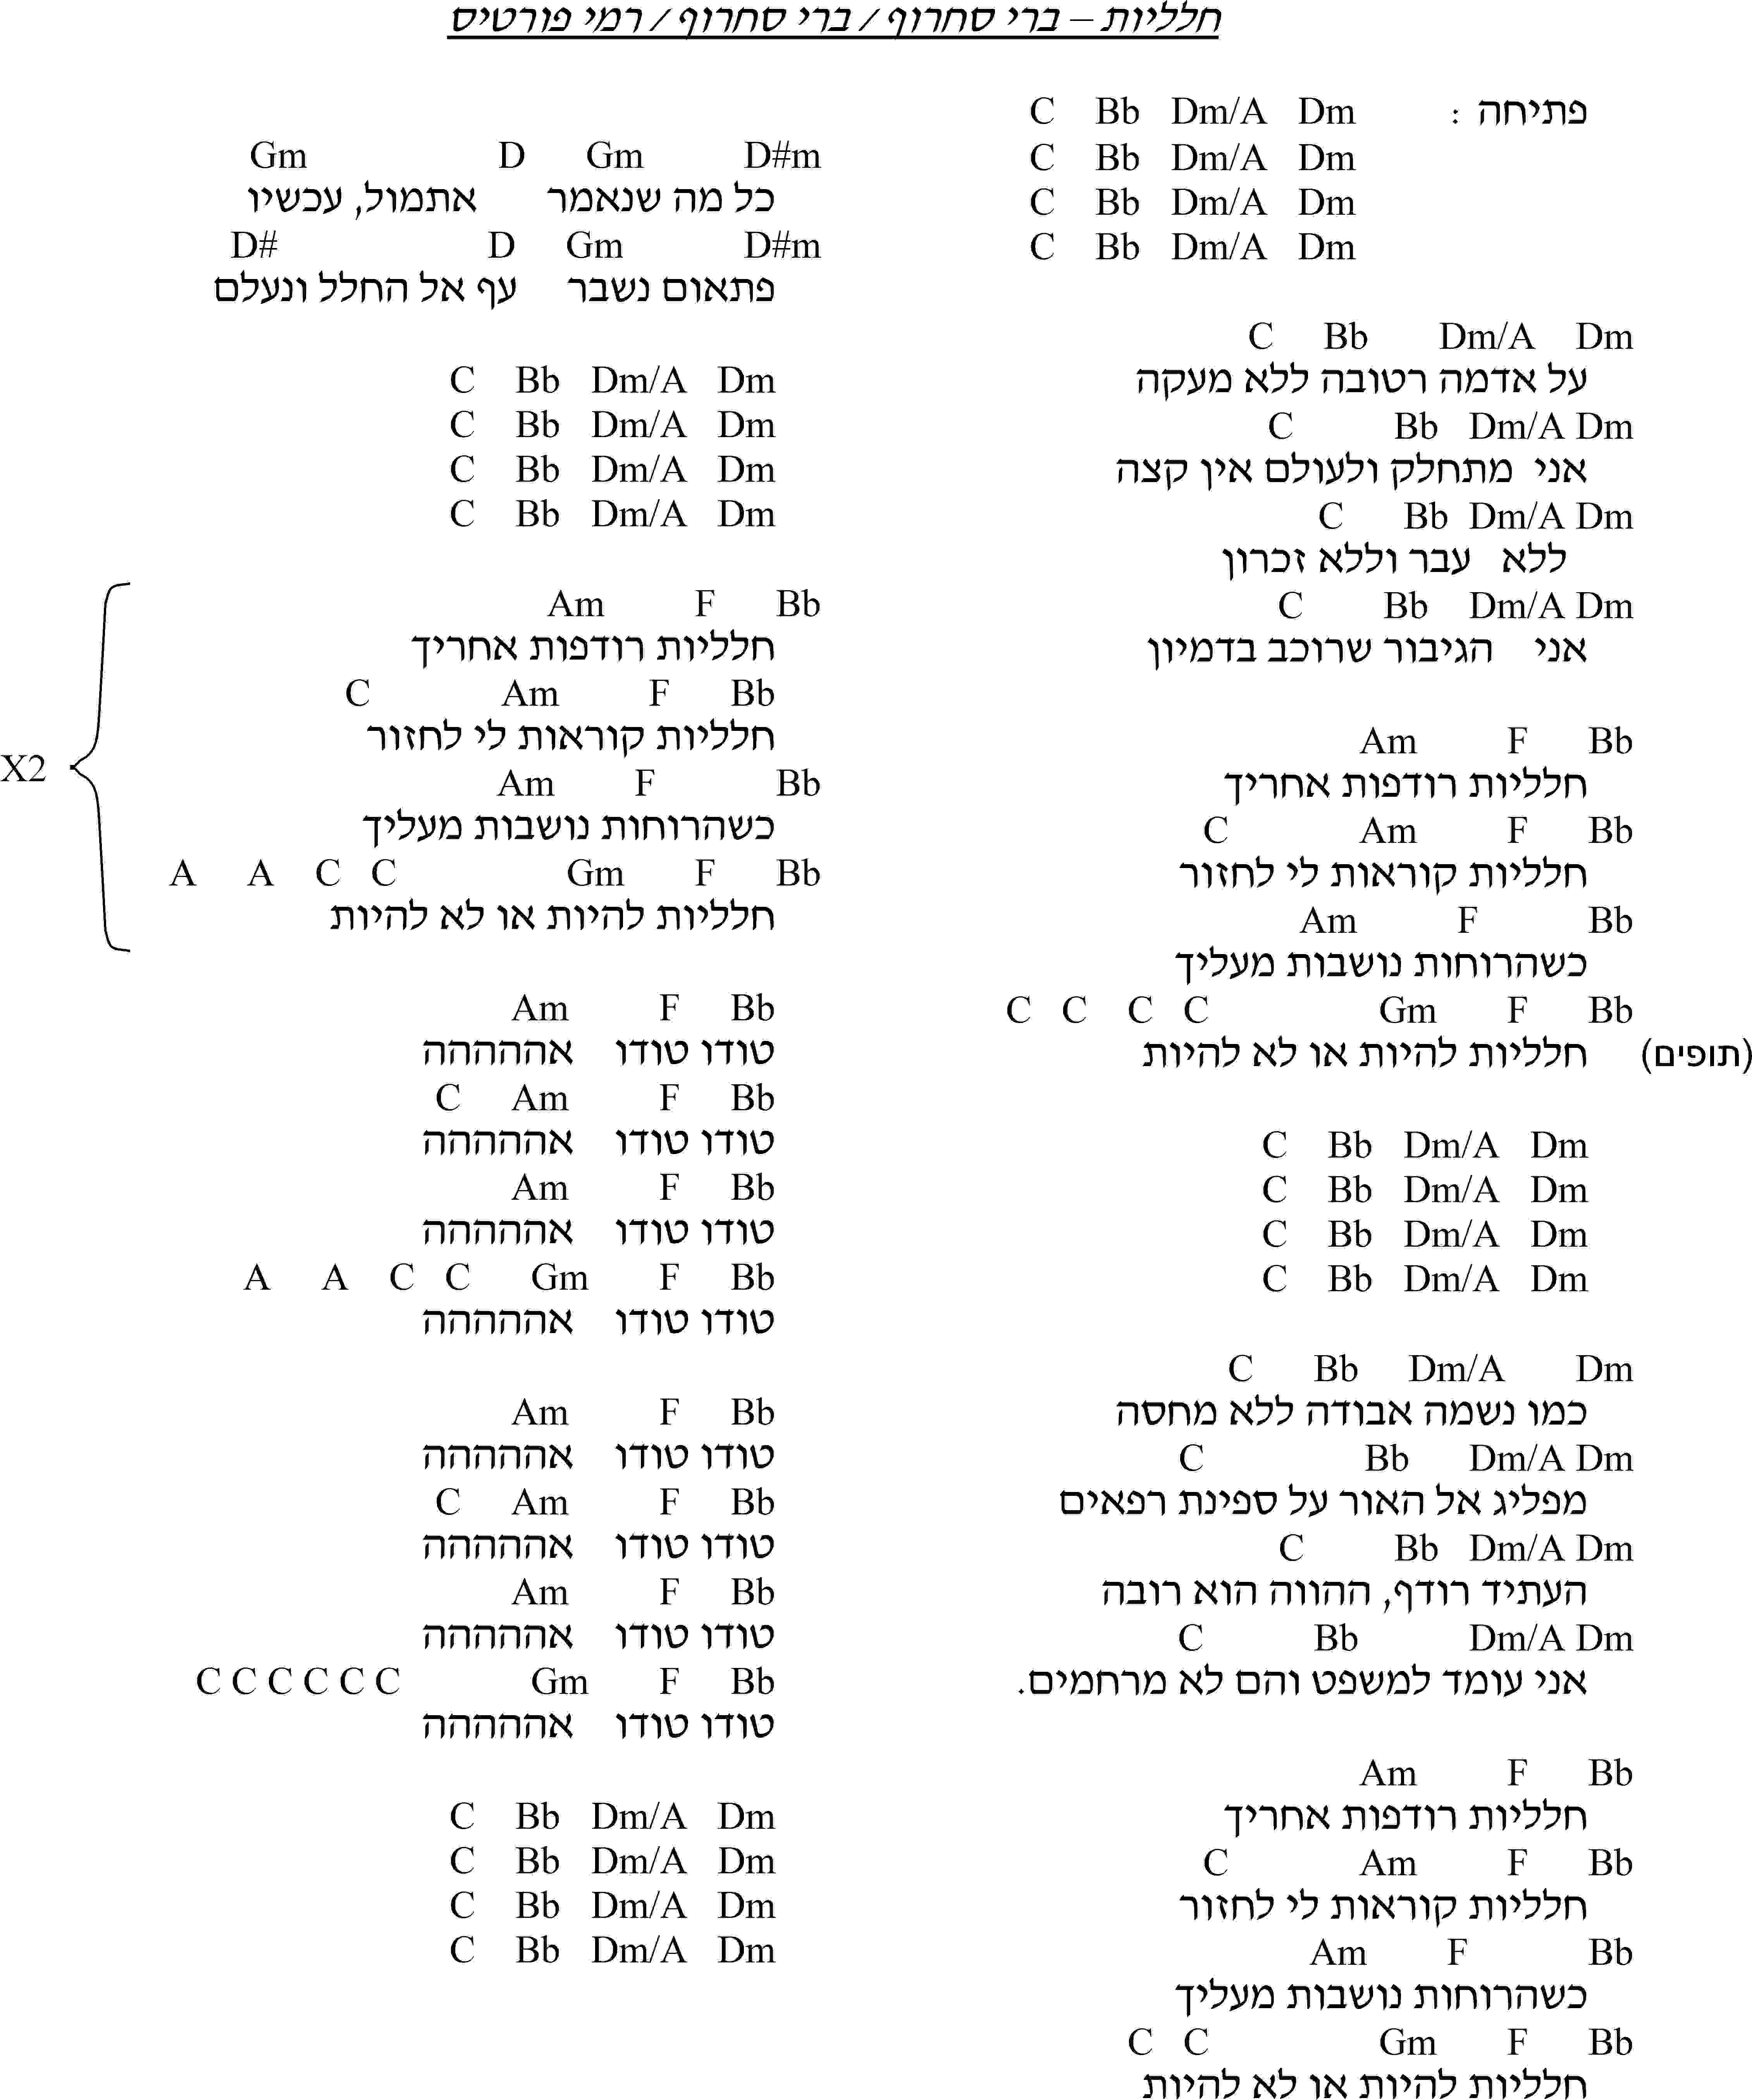 חלליות – ברי סחרוף / ברי סחרוף / רמי פורטיס
פתיחה : Dm Dm/A Bb C
Dm Dm/A Bb C
Dm Dm/A Bb C
Dm Dm/A Bb C
Dm Dm/A Bb C
על אדמה רטובה ללא מעקה
Dm Dm/A Bb C
אני מתחלק ולעולם אין קצה
Dm Dm/A Bb C
ללא עבר וללא זכרון
Dm Dm/A Bb C
אני הגיבור שרוכב בדמיון
Bb F Am
חלליות רודפות אחריך
Bb F Am C
חלליות קוראות לי לחזור
Bb F Am
כשהרוחות נושבות מעליך
Bb F Gm C C C C
(תופים) חלליות להיות או לא להיות
Dm Dm/A Bb C
Dm Dm/A Bb C
Dm Dm/A Bb C
Dm Dm/A Bb C
Dm Dm/A Bb C
כמו נשמה אבודה ללא מחסה
Dm Dm/A Bb C
מפליג אל האור על ספינת רפאים
Dm Dm/A Bb C
העתיד רודף, ההווה הוא רובה
Dm Dm/A Bb C
אני עומד למשפט והם לא מרחמים.
Bb F Am
חלליות רודפות אחריך
Bb F Am C
חלליות קוראות לי לחזור
Bb F Am
כשהרוחות נושבות מעליך
Bb F Gm C C
חלליות להיות או לא להיות
D#m Gm D Gm
כל מה שנאמר אתמול, עכשיו
D#m Gm D D#
פתאום נשבר עף אל החלל ונעלם
Dm Dm/A Bb C
Dm Dm/A Bb C
Dm Dm/A Bb C
Dm Dm/A Bb C
Bb F Am
חלליות רודפות אחריך
Bb F Am C
חלליות קוראות לי לחזור
X2
Bb F Am
כשהרוחות נושבות מעליך
Bb F Gm C C A A
חלליות להיות או לא להיות
Bb F Am
טודו טודו אההההה
Bb F Am C
טודו טודו אההההה
Bb F Am
טודו טודו אההההה
Bb F Gm C C A A
טודו טודו אההההה
Bb F Am
טודו טודו אההההה
Bb F Am C
טודו טודו אההההה
Bb F Am
טודו טודו אההההה
Bb F Gm C C C C C C
טודו טודו אההההה
Dm Dm/A Bb C
Dm Dm/A Bb C
Dm Dm/A Bb C
Dm Dm/A Bb C